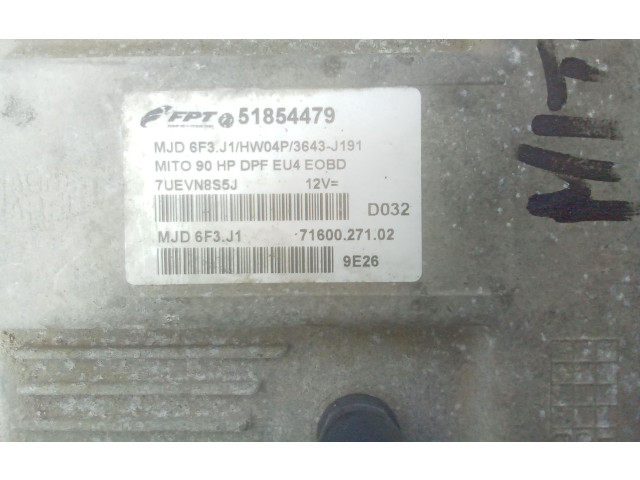 FPT 51854479
MJD 6F3.J1/HW04P/3643-J191
MITO 90 HP DPF EU4 EOBD
7UEVN8S5J 12V=
D032
MJD 6F3.J1 71600.271.02
9E26
MITO